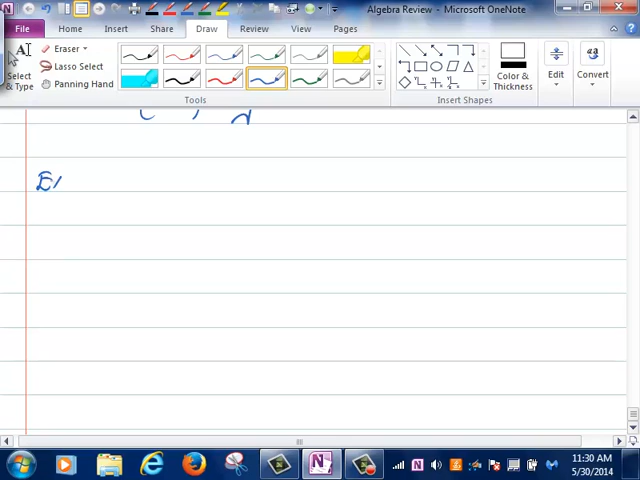 Algebra Review - Microsoft OneNote
File Home Insert Share Draw Review View Pages
Select & Type
Eraser
Lasso Select
Panning Hand
Color & Thickness
Edit
Convert
Tools
Insert Shapes
11:30 AM
5/30/2014